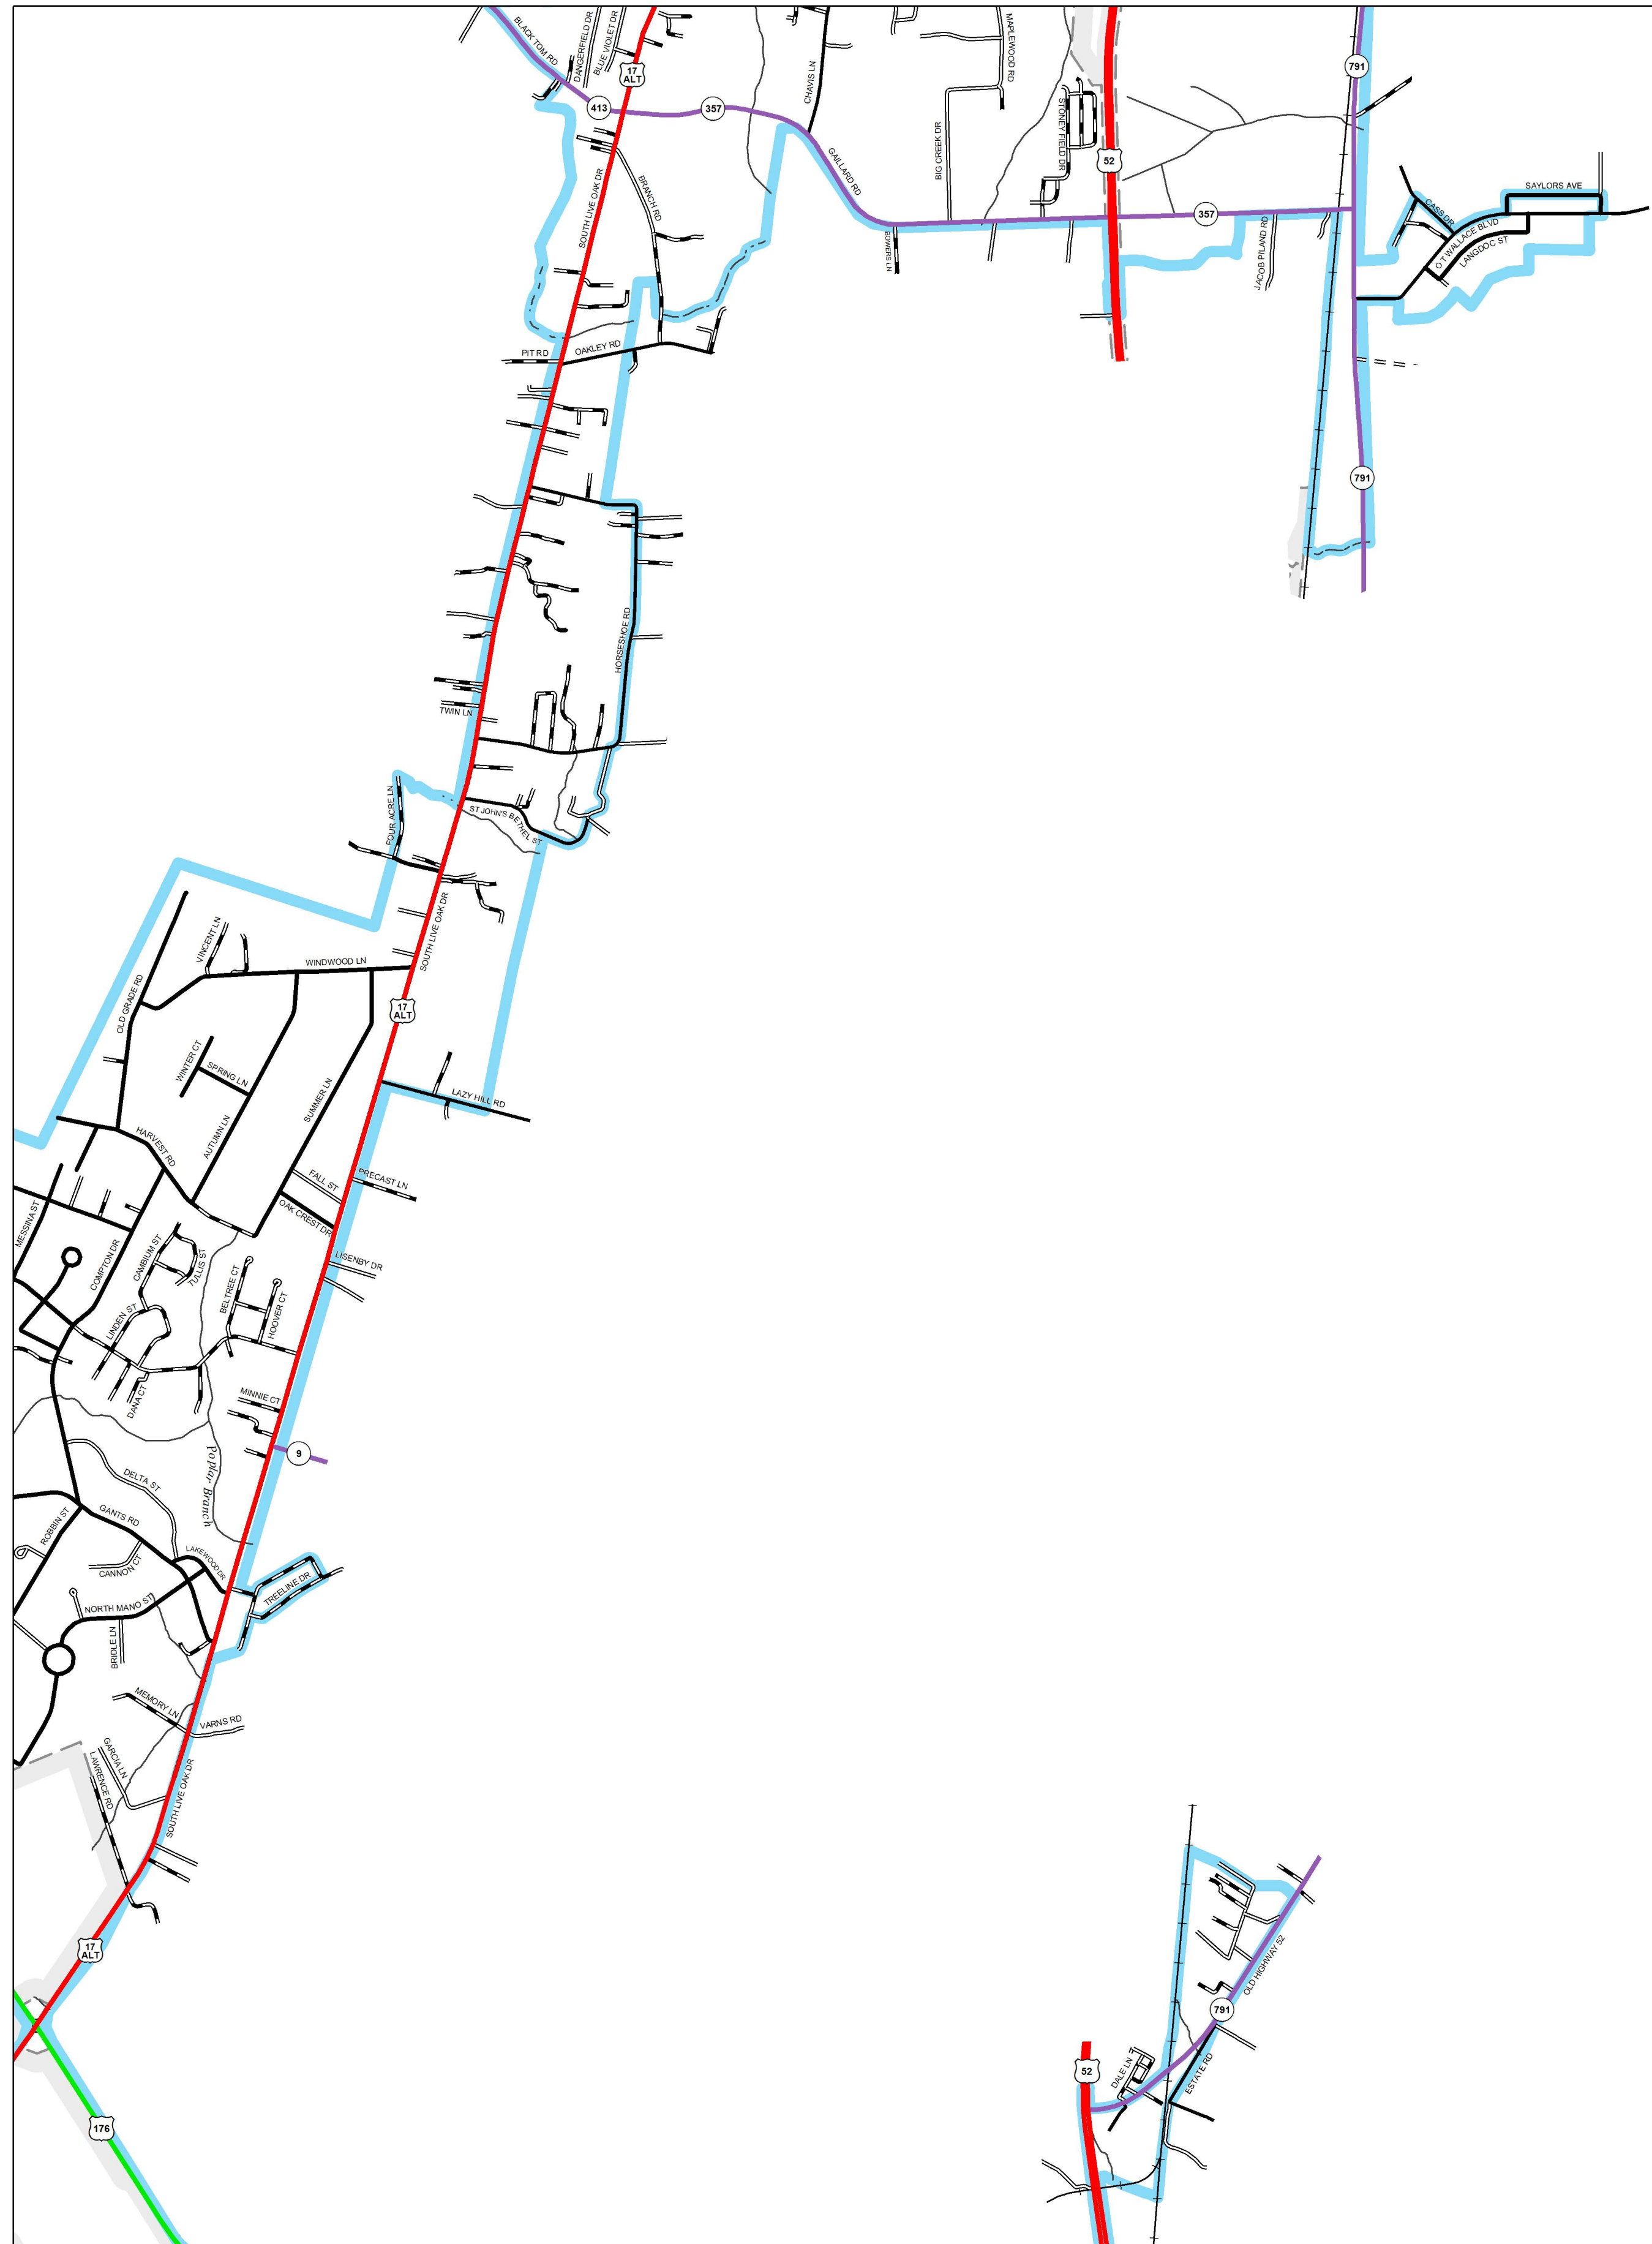 BLACK TOM RD
DANGERFIELD DR
BLUE VIOLET DR
17
ALT
413
357
CHAVIS LN
MAPLEWOOD RD
791
GAILLARD RD
BIG CREEK DR
STONEY FIELD DR
52
BRANCH RD
SOUTH LIVE OAK DR
357
BOWERS LN
JACOB PILAND RD
CASS DR
SAYLORS AVE
O T WALLACE BLVD
LANGDOC ST
PIT RD
OAKLEY RD
791
HORSESHOE RD
TWIN LN
FOUR ACRE LN
ST JOHN'S BETHEL ST
SOUTH LIVE OAK DR
VINCENT LN
WINDWOOD LN
OLD GRADE RD
17
ALT
WINTER CT
SPRING LN
AUTUMN LN
SUMMER LN
LAZY HILL RD
HARVEST RD
FALL ST
PRECAST LN
OAK CREST DR
MESSINA ST
COMPTON DR
CAMBIUM ST
TULLIS ST
LISENBY DR
BELTREE CT
HOOVER CT
LINDEN ST
DANA CT
MINNIE CT
9
Poplar Branch
DELTA ST
GANTS RD
ROBBIN ST
CANNON CT
LAKEWOOD DR
TREELINE DR
NORTH MANO ST
BRIDLE LN
MEMORY LN
VARNS RD
GARCIA LN
LAWRENCE RD
SOUTH LIVE OAK DR
17
ALT
176
OLD HIGHWAY 52
791
52
DALE LN
ESTATE RD